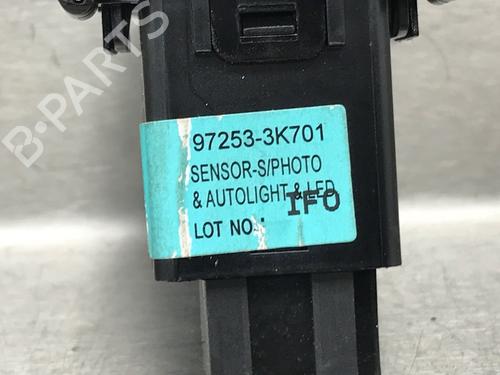 B-PARTS
97253-3K701
SENSOR-S/PHOTO
& AUTOLIGHT & LED
IFO
LOT NO.: